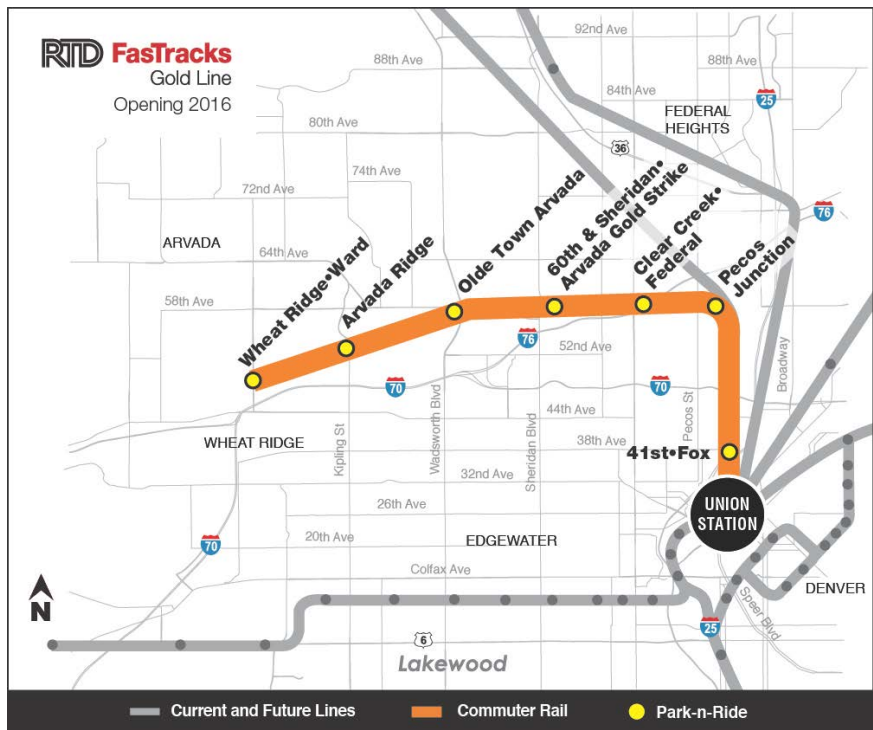 RTD FasTracks
Gold Line
Opening 2016
92nd Ave
88th Ave
88th Ave
84th Ave
25
FEDERAL
HEIGHTS
80th Ave
36
74th Ave
72nd Ave
76
ARVADA
64th Ave
58th Ave
Wheat Ridge•Ward
Arvada Ridge
Olde Town Arvada
60th & Sheridan•
Arvada Gold Strike
Clear Creek•
Federal
Pecos
Junction
76
52nd Ave
70
70
Broadway
Pecos St
44th Ave
WHEAT RIDGE
38th Ave
41st•Fox
Kipling St
Wadsworth Blvd
Sheridan Blvd
32nd Ave
26th Ave
UNION
STATION
20th Ave
70
EDGEWATER
Colfax Ave
DENVER
Speer Blvd
N
25
6
Lakewood
Current and Future Lines
Commuter Rail
Park-n-Ride